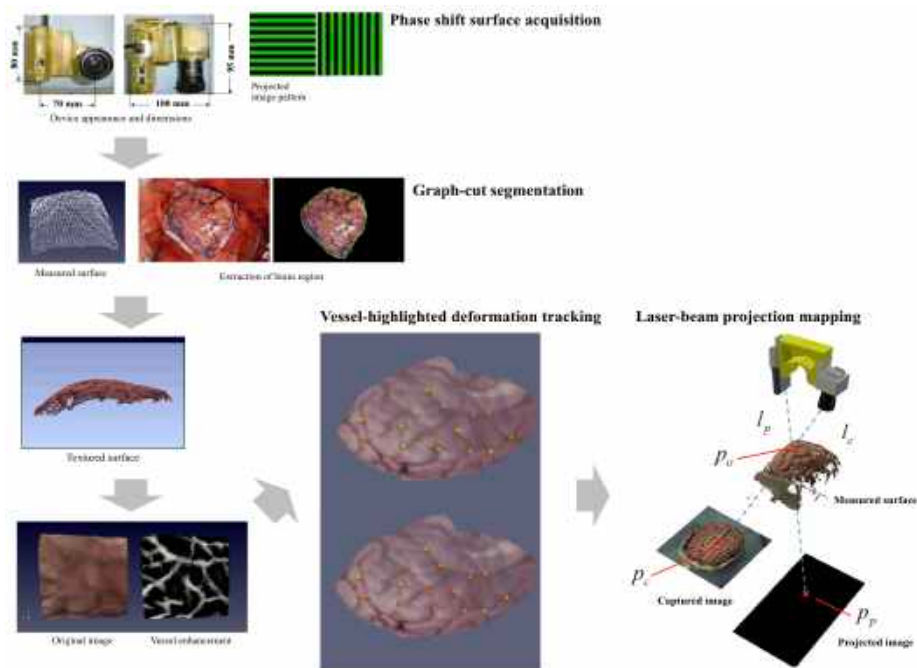 Phase shift surface acquisition
80 mm
95 mm
70 mm
100 mm
Projected
image pattern
Device appearance and dimensions
Graph-cut segmentation
Measured surface
Extraction of brain region
Vessel-highlighted deformation tracking
Laser-beam projection mapping
Textured surface
l_p
l_c
p_o
Measured surface
p_c
Captured image
p_p
Projected image
Original image
Vessel enhancement